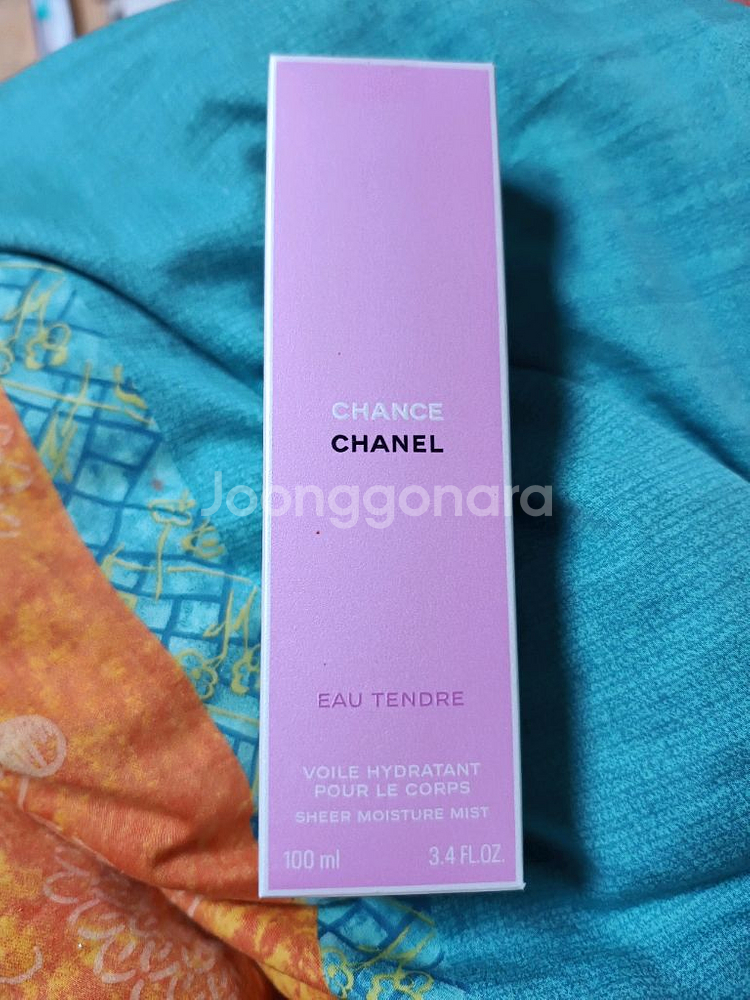 CHANCE
CHANEL
Joonggonara
EAU TENDRE
VOILE HYDRATANT
POUR LE CORPS
SHEER MOISTURE MIST
100 ml 3.4 FL.OZ.